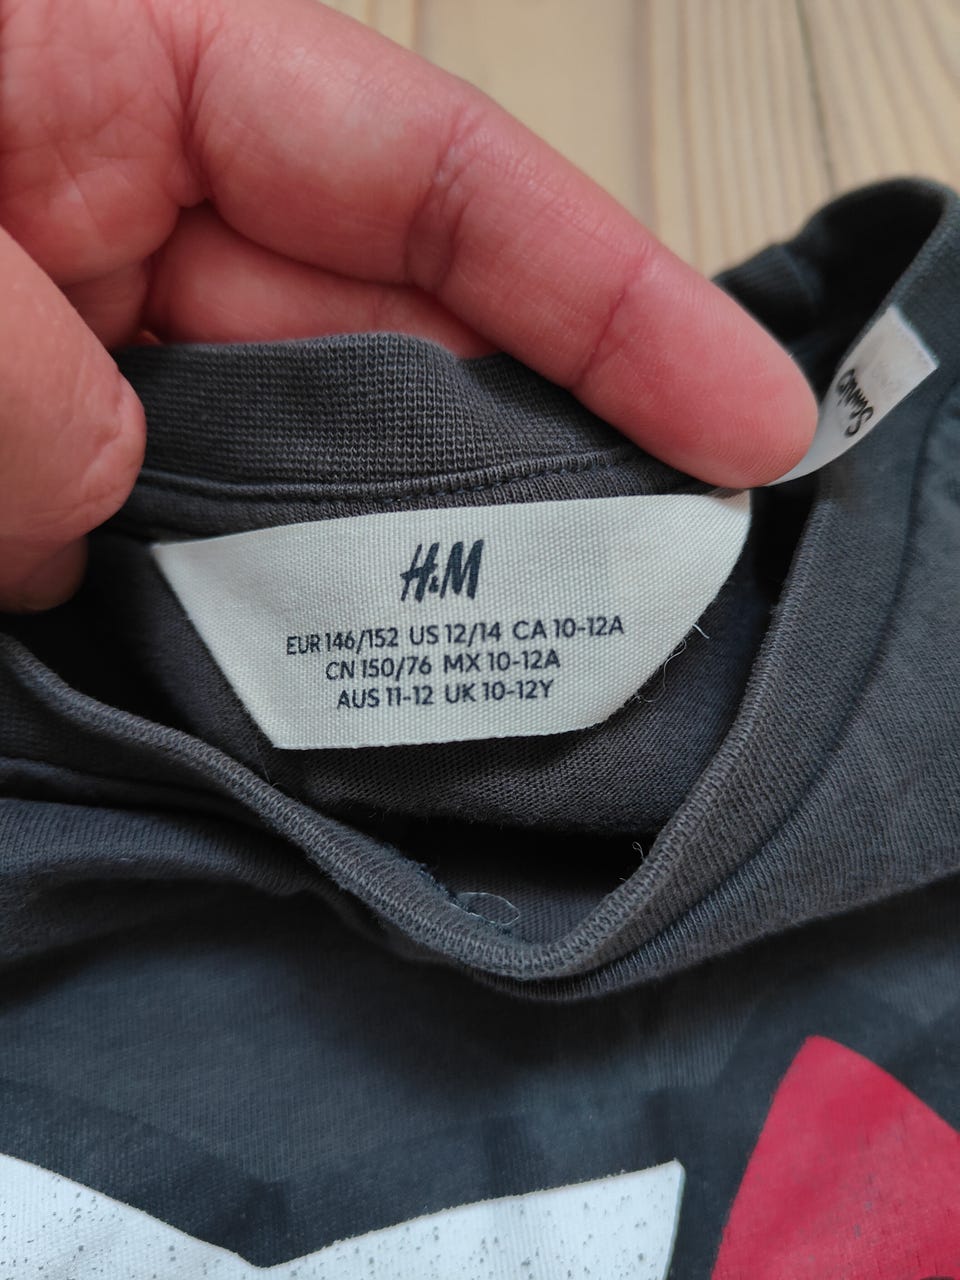 H&M
EUR 146/152 US 12/14 CA 10-12A
CN 150/76 MX 10-12A
AUS 11-12 UK 10-12Y